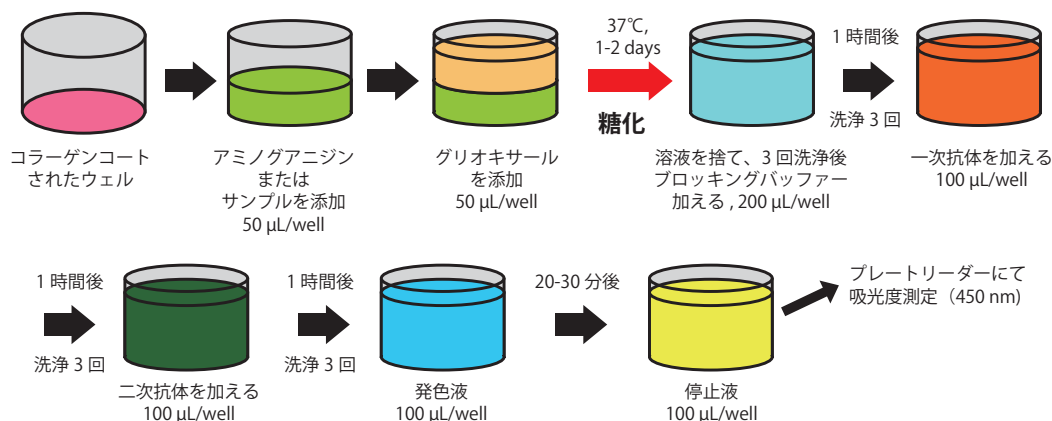 コラーゲンコート
されたウェル
アミノグアニジン
または
サンプルを添加
50 µL/well
グリオキサール
を添加
50 µL/well
37℃,
1-2 days
糖化
溶液を捨て、3 回洗浄後
ブロッキングバッファー
加える , 200 µL/well
1 時間後
洗浄 3 回
一次抗体を加える
100 µL/well
1 時間後
洗浄 3 回
二次抗体を加える
100 µL/well
1 時間後
洗浄 3 回
発色液
100 µL/well
20-30 分後
停止液
100 µL/well
プレートリーダーにて
吸光度測定（450 nm)